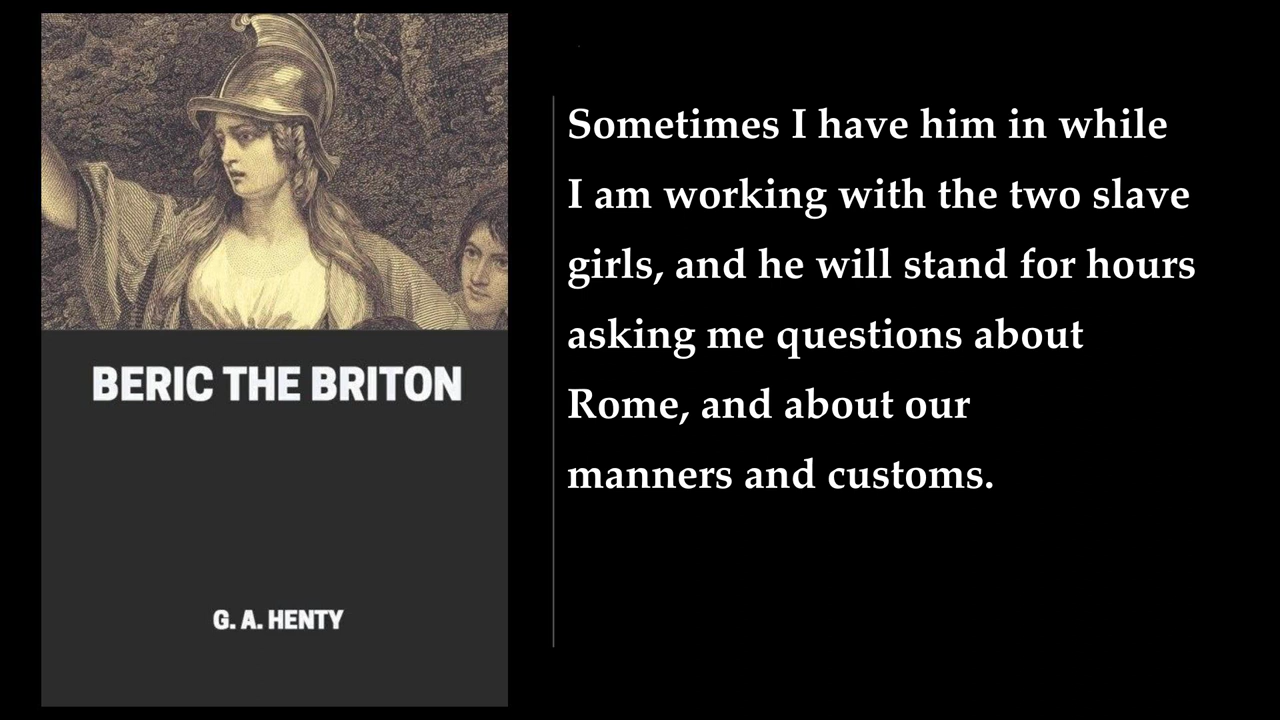 BERIC THE BRITON
G. A. HENTY
Sometimes I have him in while
I am working with the two slave
girls, and he will stand for hours
asking me questions about
Rome, and about our
manners and customs.